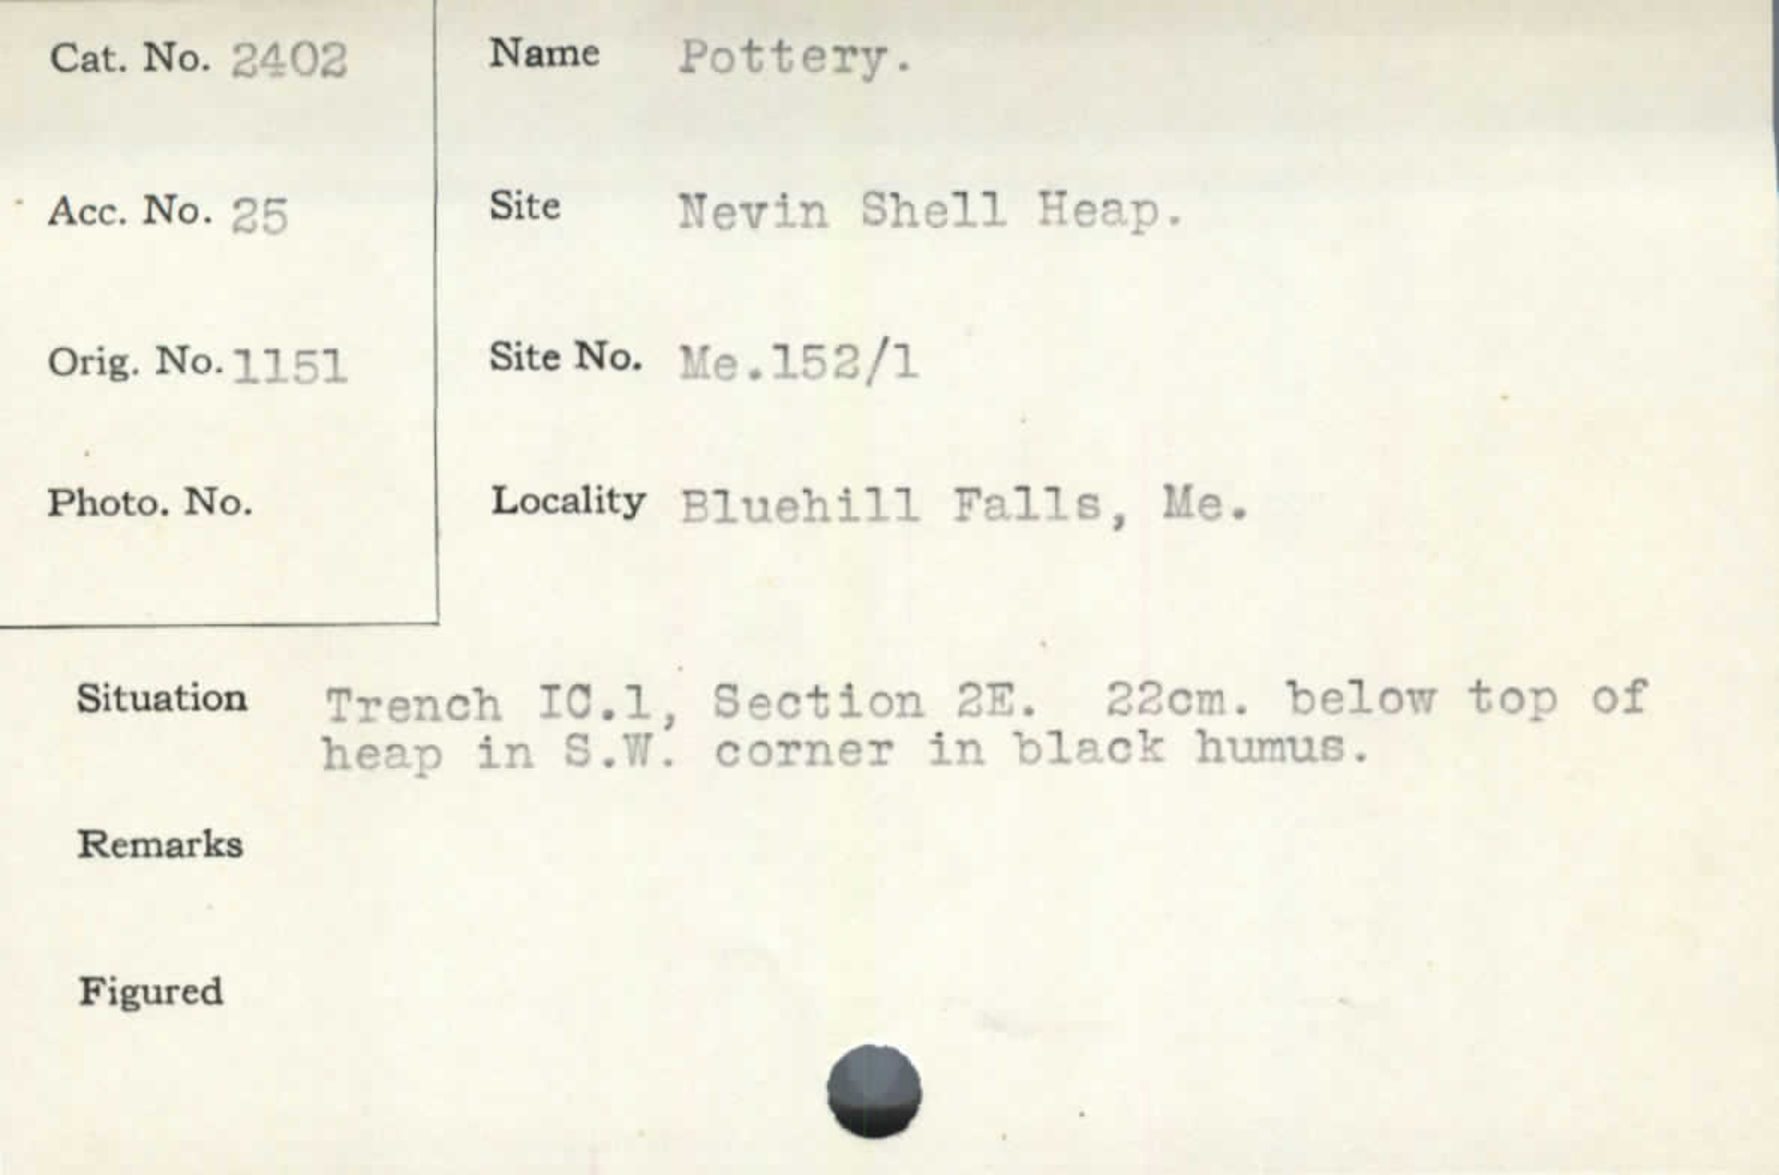 Cat. No. 2402
Name Pottery.
Acc. No. 25
Site Nevin Shell Heap.
Orig. No. 1151
Site No. Me.152/1
Photo. No.
Locality Bluehill Falls, Me.
Situation Trench IC.1, Section 2E. 22cm. below top of
heap in S.W. corner in black humus.
Remarks
Figured